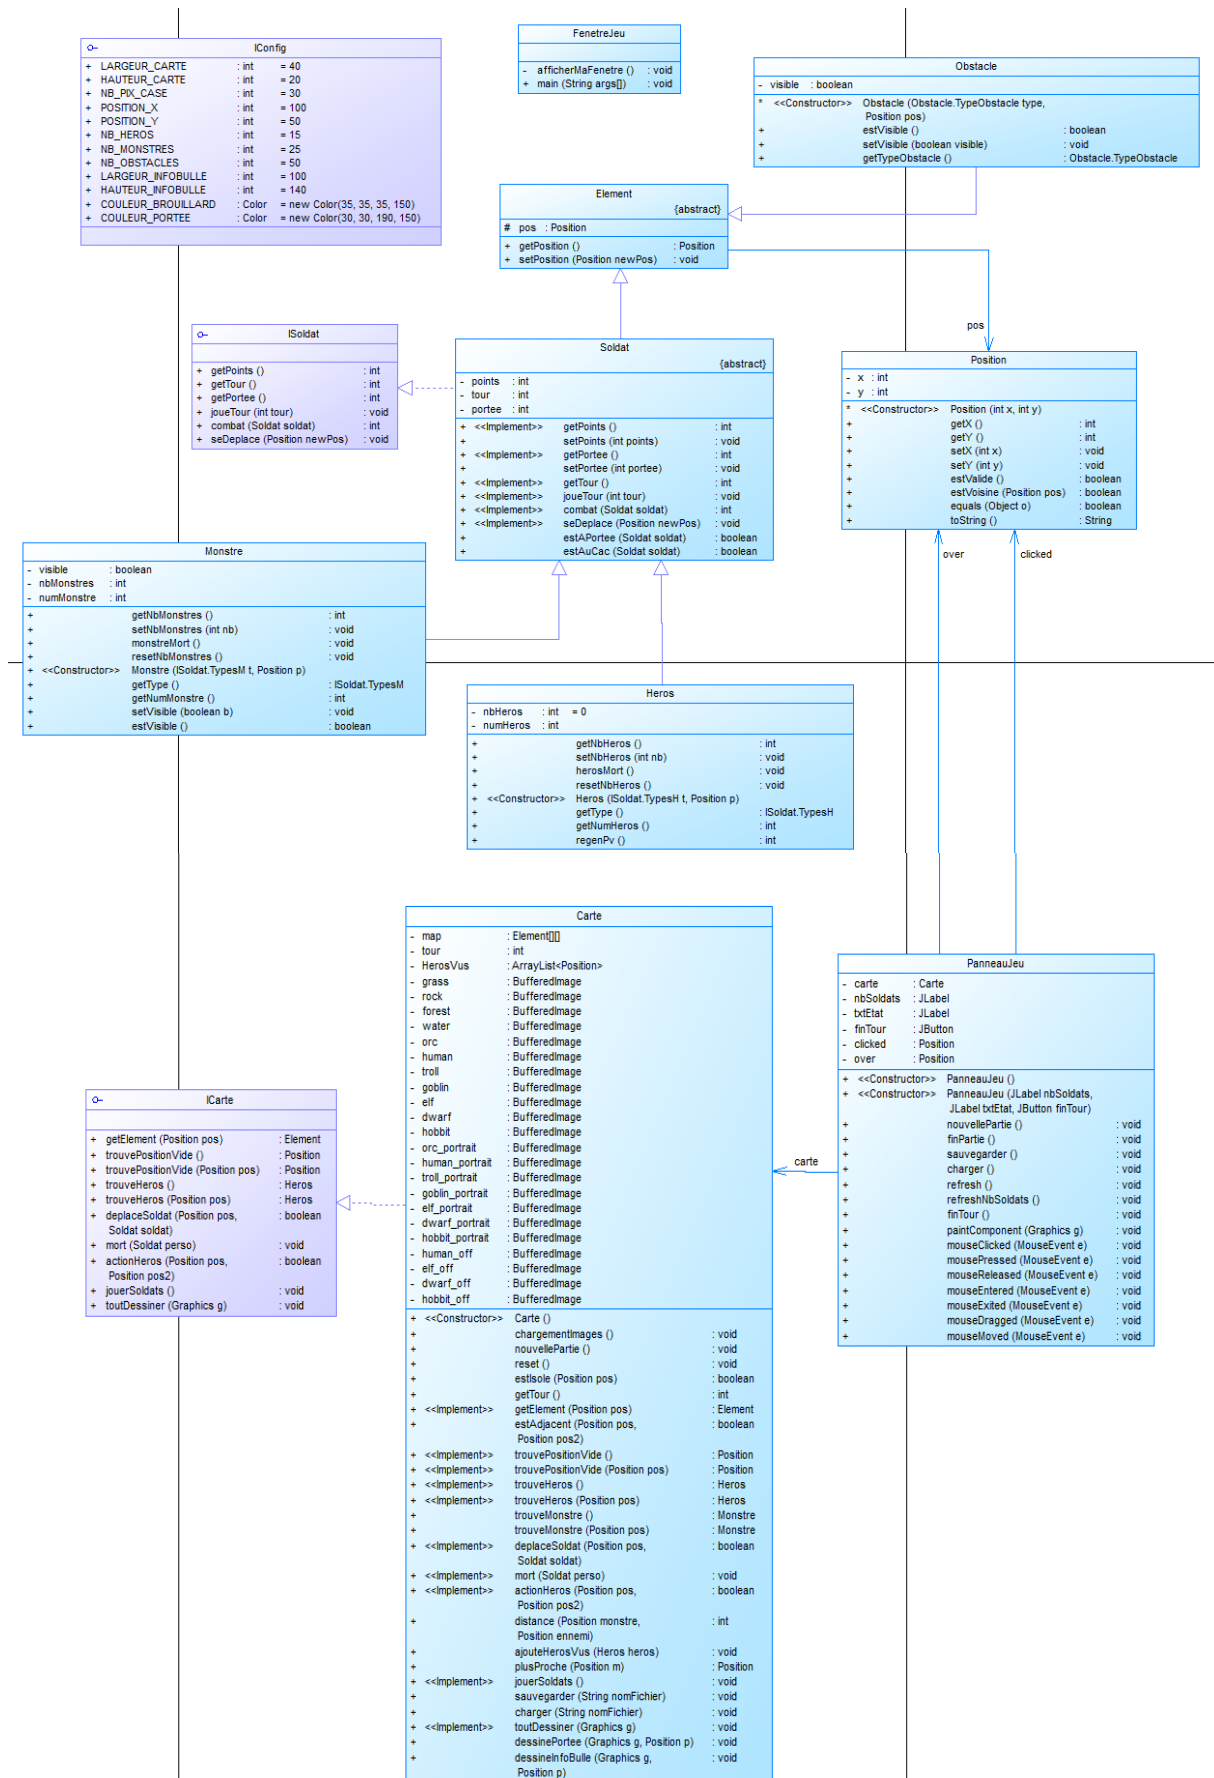 IConfig
+ LARGEUR_CARTE : int = 40
+ HAUTEUR_CARTE : int = 20
+ NB_PIX_CASE : int = 30
+ POSITION_X : int = 100
+ POSITION_Y : int = 50
+ NB_HEROS : int = 15
+ NB_MONSTRES : int = 25
+ NB_OBSTACLES : int = 50
+ LARGEUR_INFOBULLE : int = 100
+ HAUTEUR_INFOBULLE : int = 140
+ COULEUR_BROUILLARD : Color = new Color(35, 35, 35, 150)
+ COULEUR_PORTEE : Color = new Color(30, 30, 190, 150)
FenetreJeu
- afficherMaFenetre () : void
+ main (String args[]) : void
Obstacle
- visible : boolean
* <<Constructor>> Obstacle (Obstacle.TypeObstacle type,
Position pos)
+ estVisible () : boolean
+ setVisible (boolean visible) : void
+ getTypeObstacle () : Obstacle.TypeObstacle
Element
{abstract}
# pos : Position
+ getPosition () : Position
+ setPosition (Position newPos) : void
pos
ISoldat
+ getPoints () : int
+ getTour () : int
+ getPortee () : int
+ joueTour (int tour) : void
+ combat (Soldat soldat) : int
+ seDeplace (Position newPos) : void
Soldat
{abstract}
- points : int
- tour : int
- portee : int
+ <<Implement>> getPoints () : int
+ setPoints (int points) : void
+ <<Implement>> getPortee () : int
+ setPortee (int portee) : void
+ <<Implement>> getTour () : int
+ <<Implement>> joueTour (int tour) : void
+ <<Implement>> combat (Soldat soldat) : int
+ <<Implement>> seDeplace (Position newPos) : void
+ estAPortee (Soldat soldat) : boolean
+ estAuCac (Soldat soldat) : boolean
Position
- x : int
- y : int
* <<Constructor>> Position (int x, int y)
+ getX () : int
+ getY () : int
+ setX (int x) : void
+ setY (int y) : void
+ estValide () : boolean
+ estVoisine (Position pos) : boolean
+ equals (Object o) : boolean
+ toString () : String
over
clicked
Monstre
- visible : boolean
- nbMonstres : int
- numMonstre : int
+ getNbMonstres () : int
+ setNbMonstres (int nb) : void
+ monstreMort () : void
+ resetNbMonstres () : void
+ <<Constructor>> Monstre (ISoldat.TypesM t, Position p)
+ getType () : ISoldat.TypesM
+ getNumMonstre () : int
+ setVisible (boolean b) : void
+ estVisible () : boolean
Heros
- nbHeros : int = 0
- numHeros : int
+ getNbHeros () : int
+ setNbHeros (int nb) : void
+ herosMort () : void
+ resetNbHeros () : void
+ <<Constructor>> Heros (ISoldat.TypesH t, Position p)
+ getType () : ISoldat.TypesH
+ getNumHeros () : int
+ regenPv () : int
Carte
- map : Element[][]
- tour : int
- HerosVus : ArrayList<Position>
- grass : BufferedImage
- rock : BufferedImage
- forest : BufferedImage
- water : BufferedImage
- orc : BufferedImage
- human : BufferedImage
- troll : BufferedImage
- goblin : BufferedImage
- elf : BufferedImage
- dwarf : BufferedImage
- hobbit : BufferedImage
- orc_portrait : BufferedImage
- human_portrait : BufferedImage
- troll_portrait : BufferedImage
- goblin_portrait : BufferedImage
- elf_portrait : BufferedImage
- dwarf_portrait : BufferedImage
- hobbit_portrait : BufferedImage
- human_off : BufferedImage
- elf_off : BufferedImage
- dwarf_off : BufferedImage
- hobbit_off : BufferedImage
+ <<Constructor>> Carte ()
+ chargementImages () : void
+ nouvellePartie () : void
+ reset () : void
+ estIsole (Position pos) : boolean
+ getTour () : int
+ <<Implement>> getElement (Position pos) : Element
+ estAdjacent (Position pos, : boolean
Position pos2)
+ <<Implement>> trouvePositionVide () : Position
+ <<Implement>> trouvePositionVide (Position pos) : Position
+ <<Implement>> trouveHeros () : Heros
+ <<Implement>> trouveHeros (Position pos) : Heros
+ trouveMonstre () : Monstre
+ trouveMonstre (Position pos) : Monstre
+ <<Implement>> deplaceSoldat (Position pos, : boolean
Soldat soldat)
+ <<Implement>> mort (Soldat perso) : void
+ <<Implement>> actionHeros (Position pos, : boolean
Position pos2)
+ distance (Position monstre, : int
Position ennemi)
+ ajouteHerosVus (Heros heros) : void
+ plusProche (Position m) : Position
+ <<Implement>> jouerSoldats () : void
+ sauvegarder (String nomFichier) : void
+ charger (String nomFichier) : void
+ <<Implement>> toutDessiner (Graphics g) : void
+ dessinePortee (Graphics g, Position p) : void
+ dessineInfoBulle (Graphics g, : void
Position p)
ICarte
+ getElement (Position pos) : Element
+ trouvePositionVide () : Position
+ trouvePositionVide (Position pos) : Position
+ trouveHeros () : Heros
+ trouveHeros (Position pos) : Heros
+ deplaceSoldat (Position pos, : boolean
Soldat soldat)
+ mort (Soldat perso) : void
+ actionHeros (Position pos, : boolean
Position pos2)
+ jouerSoldats () : void
+ toutDessiner (Graphics g) : void
carte
PanneauJeu
- carte : Carte
- nbSoldats : JLabel
- txtEtat : JLabel
- finTour : JButton
- clicked : Position
- over : Position
+ <<Constructor>> PanneauJeu ()
+ <<Constructor>> PanneauJeu (JLabel nbSoldats,
JLabel txtEtat, JButton finTour)
+ nouvellePartie () : void
+ finPartie () : void
+ sauvegarder () : void
+ charger () : void
+ refresh () : void
+ refreshNbSoldats () : void
+ finTour () : void
+ paintComponent (Graphics g) : void
+ mouseClicked (MouseEvent e) : void
+ mousePressed (MouseEvent e) : void
+ mouseReleased (MouseEvent e) : void
+ mouseEntered (MouseEvent e) : void
+ mouseExited (MouseEvent e) : void
+ mouseDragged (MouseEvent e) : void
+ mouseMoved (MouseEvent e) : void